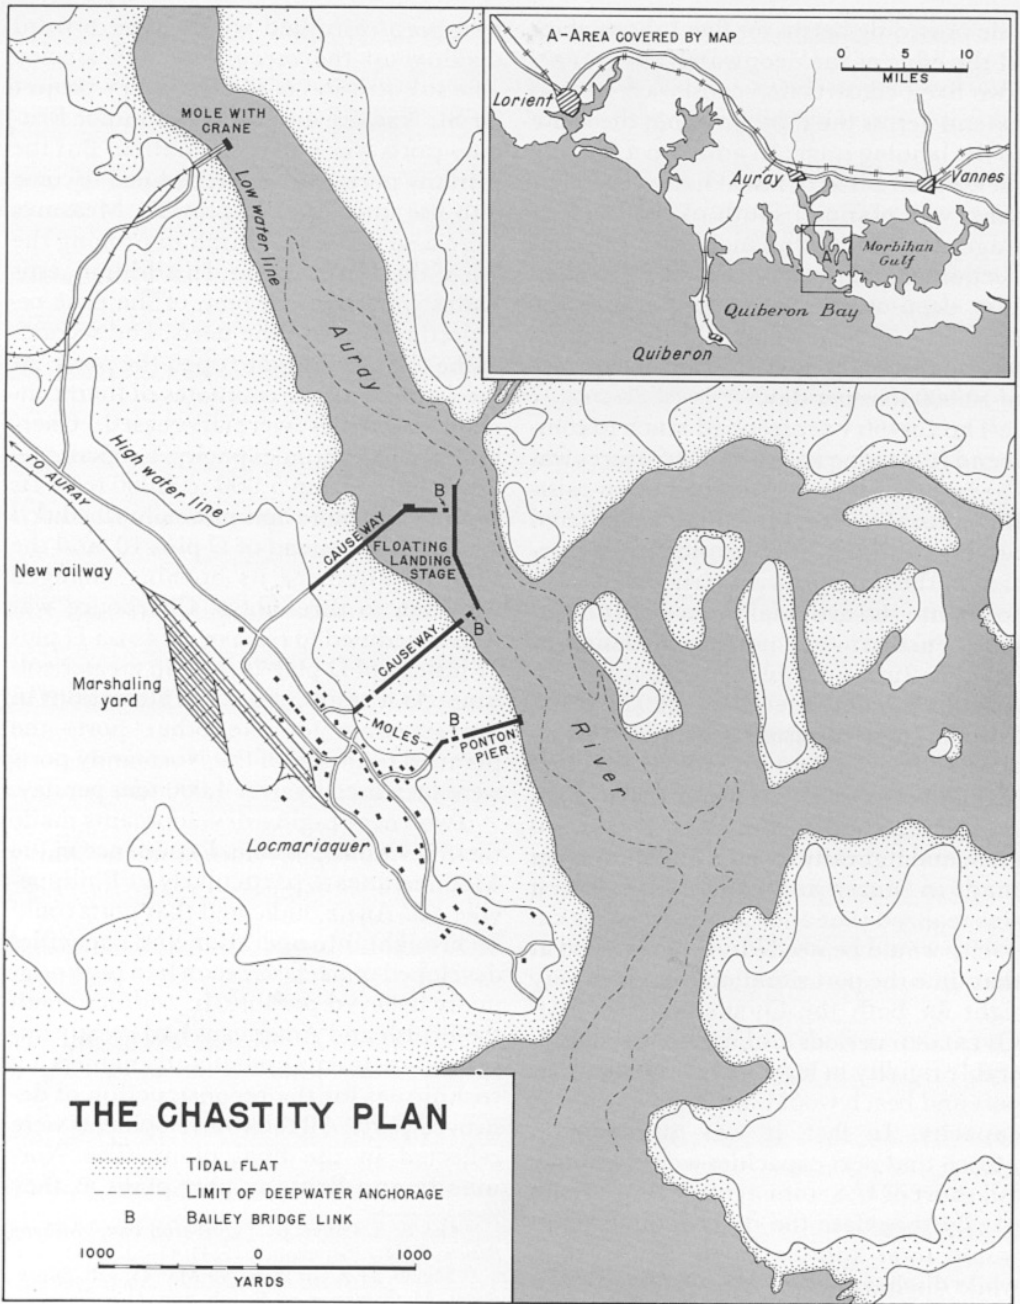 A-AREA COVERED BY MAP
0 5 10
MILES
Lorient
Auray
Vannes
A
Morbihan
Gulf
Quiberon Bay
Quiberon
MOLE WITH
CRANE
Low water line
Auray
High water line
TO AURAY
B
CAUSEWAY
FLOATING
LANDING
STAGE
New railway
B
CAUSEWAY
Marshaling
yard
MOLES
B
PONTON
PIER
River
Locmariaquer
THE CHASTITY PLAN
TIDAL FLAT
LIMIT OF DEEPWATER ANCHORAGE
B BAILEY BRIDGE LINK
1000 0 1000
YARDS